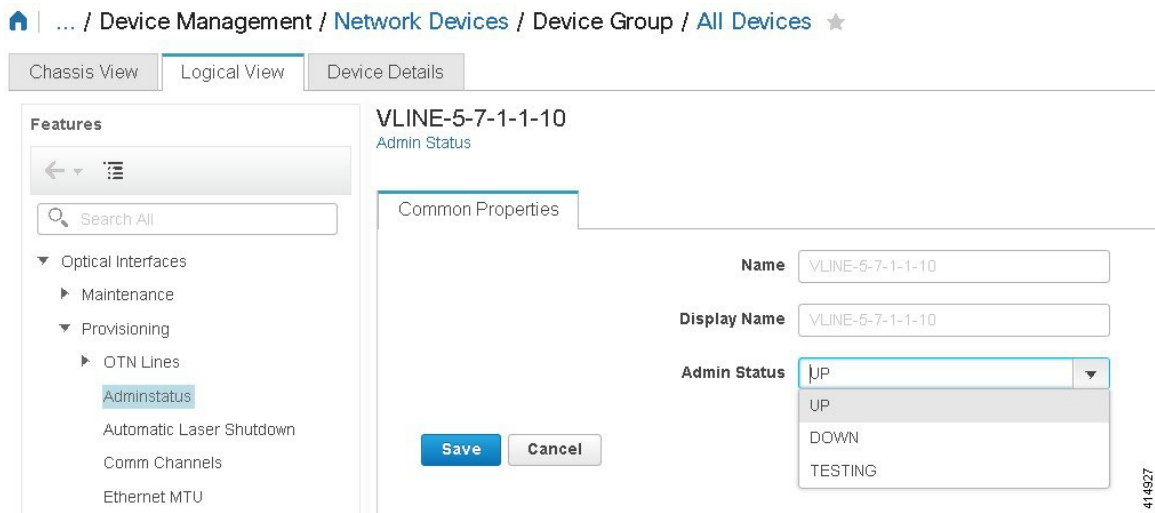 ... / Device Management / Network Devices / Device Group / All Devices
Chassis View
Logical View
Device Details
Features
Search All
Optical Interfaces
Maintenance
Provisioning
OTN Lines
Adminstatus
Automatic Laser Shutdown
Comm Channels
Ethernet MTU
VLINE-5-7-1-1-10
Admin Status
Common Properties
Name VLINE-5-7-1-1-10
Display Name VLINE-5-7-1-1-10
Admin Status UP
UP
DOWN
TESTING
Save Cancel
414927